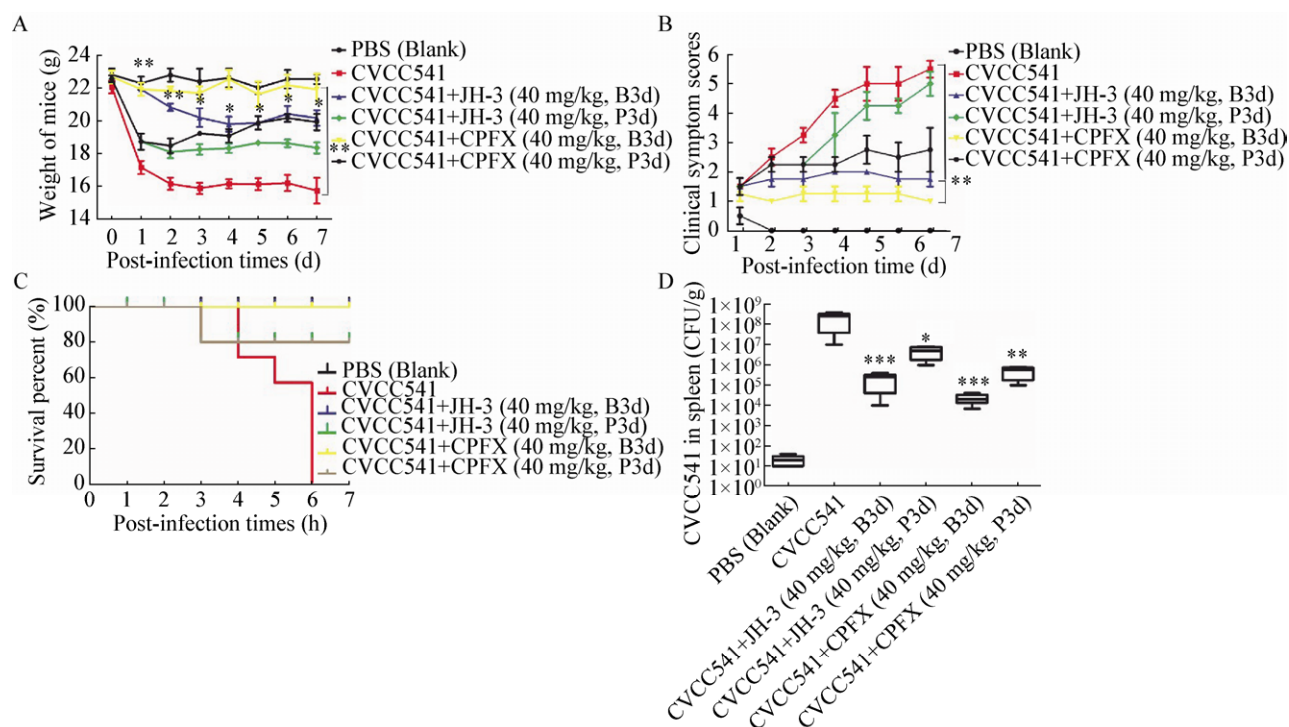 A
Weight of mice (g)
24
22
20
18
16
14
**
**
*
*
*
*
*
**
0 1 2 3 4 5 6 7
Post-infection times (d)
PBS (Blank)
CVCC541
CVCC541+JH-3 (40 mg/kg, B3d)
CVCC541+JH-3 (40 mg/kg, P3d)
CVCC541+CPFX (40 mg/kg, B3d)
CVCC541+CPFX (40 mg/kg, P3d)
B
Clinical symptom scores
6
5
4
3
2
1
0
1 2 3 4 5 6 7
Post-infection time (d)
PBS (Blank)
CVCC541
CVCC541+JH-3 (40 mg/kg, B3d)
CVCC541+JH-3 (40 mg/kg, P3d)
CVCC541+CPFX (40 mg/kg, B3d)
CVCC541+CPFX (40 mg/kg, P3d)
**
C
Survival percent (%)
100
80
60
40
20
0
0 1 2 3 4 5 6 7
Post-infection times (h)
PBS (Blank)
CVCC541
CVCC541+JH-3 (40 mg/kg, B3d)
CVCC541+JH-3 (40 mg/kg, P3d)
CVCC541+CPFX (40 mg/kg, B3d)
CVCC541+CPFX (40 mg/kg, P3d)
D
CVCC541 in spleen (CFU/g)
1×10⁹
1×10⁸
1×10⁷
1×10⁶
1×10⁵
1×10⁴
1×10²
1×10¹
1×10⁰
***
*
***
**
PBS (Blank)
CVCC541
CVCC541+JH-3 (40 mg/kg, B3d)
CVCC541+JH-3 (40 mg/kg, P3d)
CVCC541+CPFX (40 mg/kg, B3d)
CVCC541+CPFX (40 mg/kg, P3d)